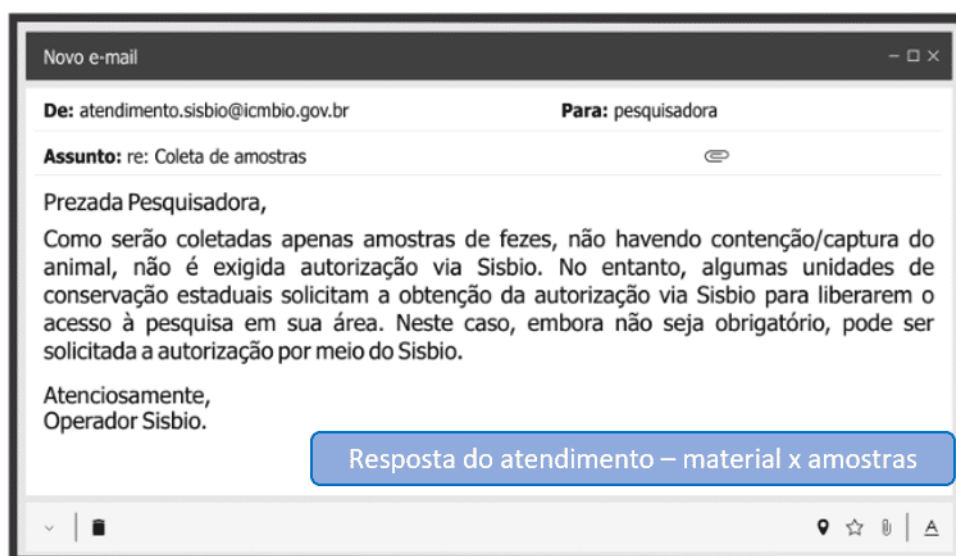 Novo e-mail
De: atendimento.sisbio@icmbio.gov.br Para: pesquisadora
Assunto: re: Coleta de amostras
Prezada Pesquisadora,
Como serão coletadas apenas amostras de fezes, não havendo contenção/captura do
animal, não é exigida autorização via Sisbio. No entanto, algumas unidades de
conservação estaduais solicitam a obtenção da autorização via Sisbio para liberarem o
acesso à pesquisa em sua área. Neste caso, embora não seja obrigatório, pode ser
solicitada a autorização por meio do Sisbio.
Atenciosamente,
Operador Sisbio.
Resposta do atendimento – material x amostras
A